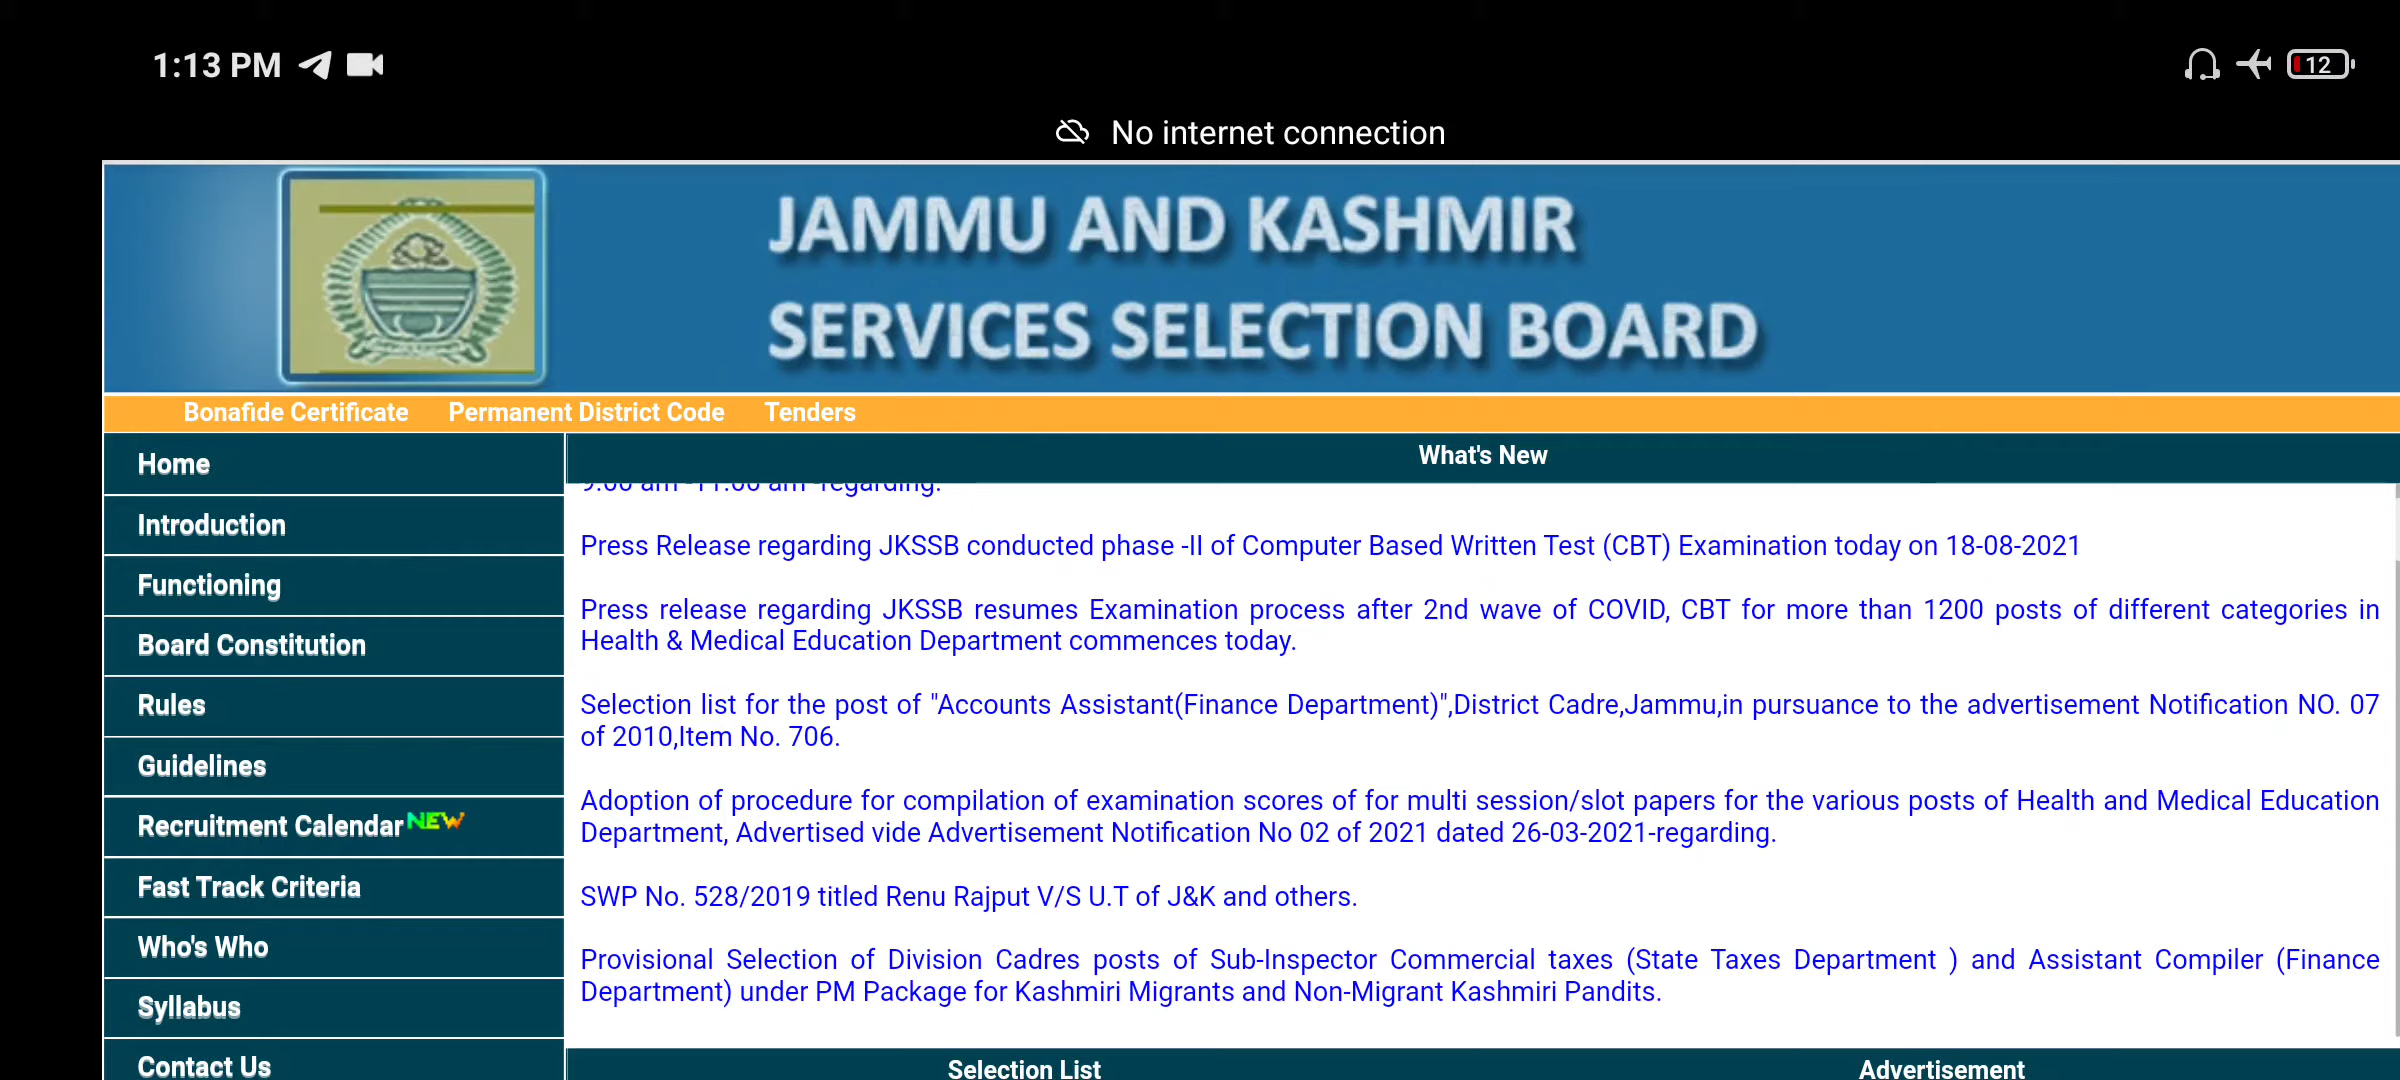 1:13 PM
12
No internet connection
JAMMU AND KASHMIR
SERVICES SELECTION BOARD
Bonafide Certificate Permanent District Code Tenders
Home
Introduction
Functioning
Board Constitution
Rules
Guidelines
Recruitment Calendar NEW
Fast Track Criteria
Who's Who
Syllabus
Contact Us
What's New
am regarding.
Press Release regarding JKSSB conducted phase -II of Computer Based Written Test (CBT) Examination today on 18-08-2021
Press release regarding JKSSB resumes Examination process after 2nd wave of COVID, CBT for more than 1200 posts of different categories in
Health & Medical Education Department commences today.
Selection list for the post of "Accounts Assistant(Finance Department)",District Cadre,Jammu,in pursuance to the advertisement Notification NO. 07
of 2010,Item No. 706.
Adoption of procedure for compilation of examination scores of for multi session/slot papers for the various posts of Health and Medical Education
Department, Advertised vide Advertisement Notification No 02 of 2021 dated 26-03-2021-regarding.
SWP No. 528/2019 titled Renu Rajput V/S U.T of J&K and others.
Provisional Selection of Division Cadres posts of Sub-Inspector Commercial taxes (State Taxes Department ) and Assistant Compiler (Finance
Department) under PM Package for Kashmiri Migrants and Non-Migrant Kashmiri Pandits.
Selection List
Advertisement